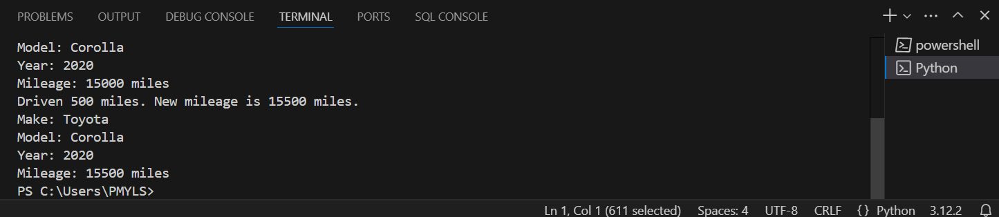 PROBLEMS OUTPUT DEBUG CONSOLE TERMINAL PORTS SQL CONSOLE
Model: Corolla
Year: 2020
Mileage: 15000 miles
Driven 500 miles. New mileage is 15500 miles.
Make: Toyota
Model: Corolla
Year: 2020
Mileage: 15500 miles
PS C:\Users\PMYLS>
powershell
Python
Ln 1, Col 1 (611 selected) Spaces: 4 UTF-8 CRLF {} Python 3.12.2